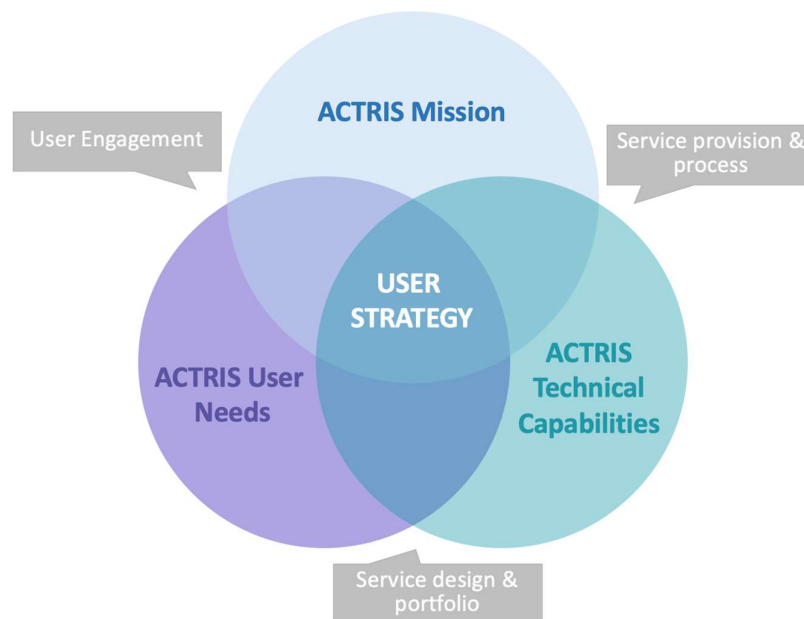 ACTRIS Mission
User Engagement
Service provision &
process
USER
STRATEGY
ACTRIS User
Needs
ACTRIS
Technical
Capabilities
Service design &
portfolio